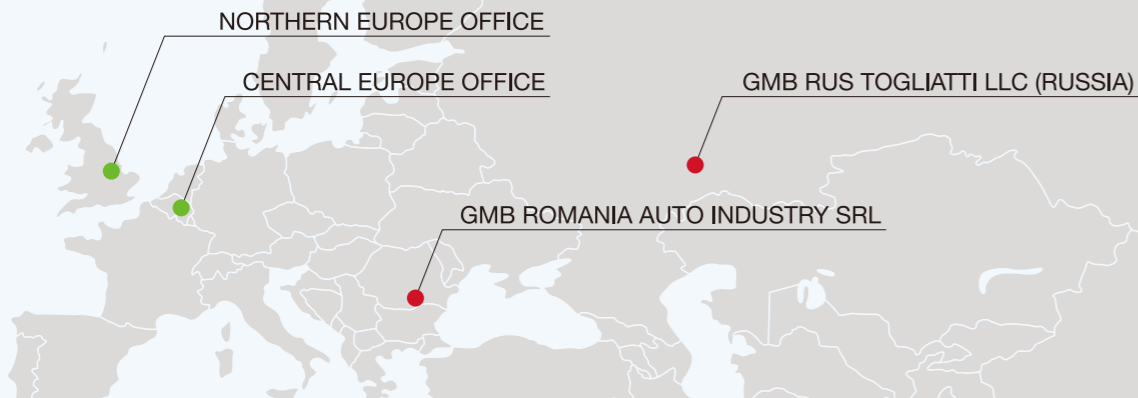 NORTHERN EUROPE OFFICE
CENTRAL EUROPE OFFICE
GMB RUS TOGLIATTI LLC (RUSSIA)
GMB ROMANIA AUTO INDUSTRY SRL